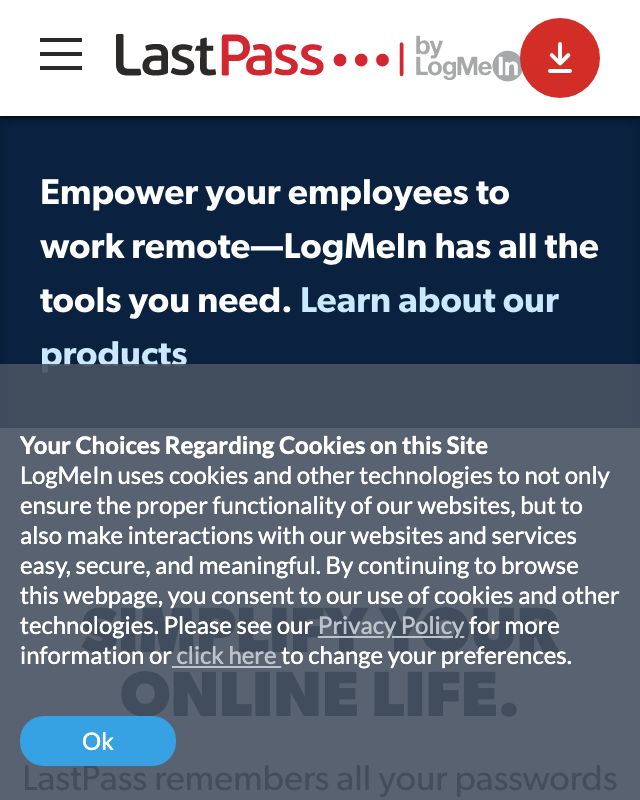 LastPass••• | by LogMeIn
Empower your employees to
work remote—LogMeIn has all the
tools you need. Learn about our
products
Your Choices Regarding Cookies on this Site
LogMeIn uses cookies and other technologies to not only
ensure the proper functionality of our websites, but to
also make interactions with our websites and services
easy, secure, and meaningful. By continuing to browse
this webpage, you consent to our use of cookies and other
technologies. Please see our Privacy Policy for more
information or click here to change your preferences.
SIMPLIFY YOUR
ONLINE LIFE.
Ok
LastPass remembers all your passwords